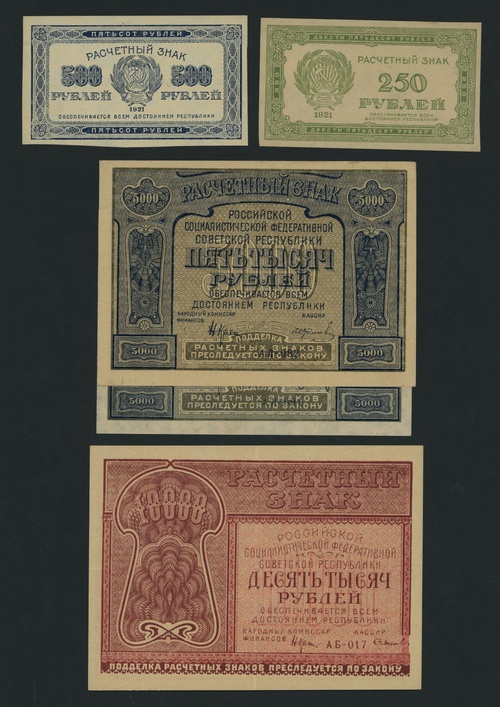 ПЯТЬСОТ РУБЛЕЙ
РАСЧЕТНЫЙ ЗНАК
500 500
РУБЛЕЙ РУБЛЕЙ
1921
ОБЕСПЕЧИВАЕТСЯ ВСЕМ ДОСТОЯНИЕМ РЕСПУБЛИКИ
ПЯТЬСОТ РУБЛЕЙ
ДВЕСТИ ПЯТЬДЕСЯТ РУБЛЕЙ
РАСЧЕТНЫЙ ЗНАК
250
РУБЛЕЙ
1921
ОБЕСПЕЧИВАЕТСЯ ВСЕМ
ДОСТОЯНИЕМ РЕСПУБЛИКИ
ДВЕСТИ ПЯТЬДЕСЯТ РУБЛЕЙ
РАСЧЕТНЫЙ ЗНАК
5000 5000
РОССИЙСКОЙ
СОЦИАЛИСТИЧЕСКОЙ ФЕДЕРАТИВНОЙ
СОВЕТСКОЙ РЕСПУБЛИКИ
5000
ПЯТЬ ТЫСЯЧ
РУБЛЕЙ
ОБЕСПЕЧИВАЕТСЯ ВСЕМ
ДОСТОЯНИЕМ РЕСПУБЛИКИ
НАРОДНЫЙ КОМИССАР КАССИР
ФИНАНСОВ
ПОДДЕЛКА
5000 РАСЧЕТНЫХ ЗНАКОВ 5000
ПРЕСЛЕДУЕТСЯ ПО ЗАКОНУ
ПОДДЕЛКА
5000 РАСЧЕТНЫХ ЗНАКОВ 5000
ПРЕСЛЕДУЕТСЯ ПО ЗАКОНУ
РАСЧЕТНЫЙ
ЗНАК
10000
РОССИЙСКОЙ
СОЦИАЛИСТИЧЕСКОЙ ФЕДЕРАТИВНОЙ
СОВЕТСКОЙ РЕСПУБЛИКИ
ДЕСЯТЬ ТЫСЯЧ
РУБЛЕЙ
ОБЕСПЕЧИВАЕТСЯ ВСЕМ
ДОСТОЯНИЕМ РЕСПУБЛИКИ
НАРОДНЫЙ КОМИССАР КАССИР
ФИНАНСОВ АБ-017
ПОДДЕЛКА РАСЧЕТНЫХ ЗНАКОВ ПРЕСЛЕДУЕТСЯ ПО ЗАКОНУ